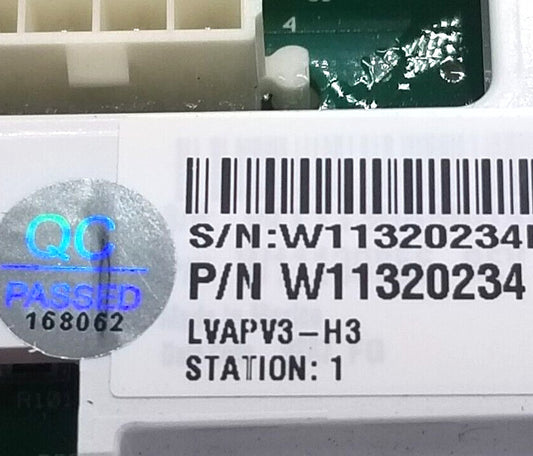 4
S/N:W11320234
P/N W11320234
LVAPV3-H3
STATION: 1
QC
PASSED
168062